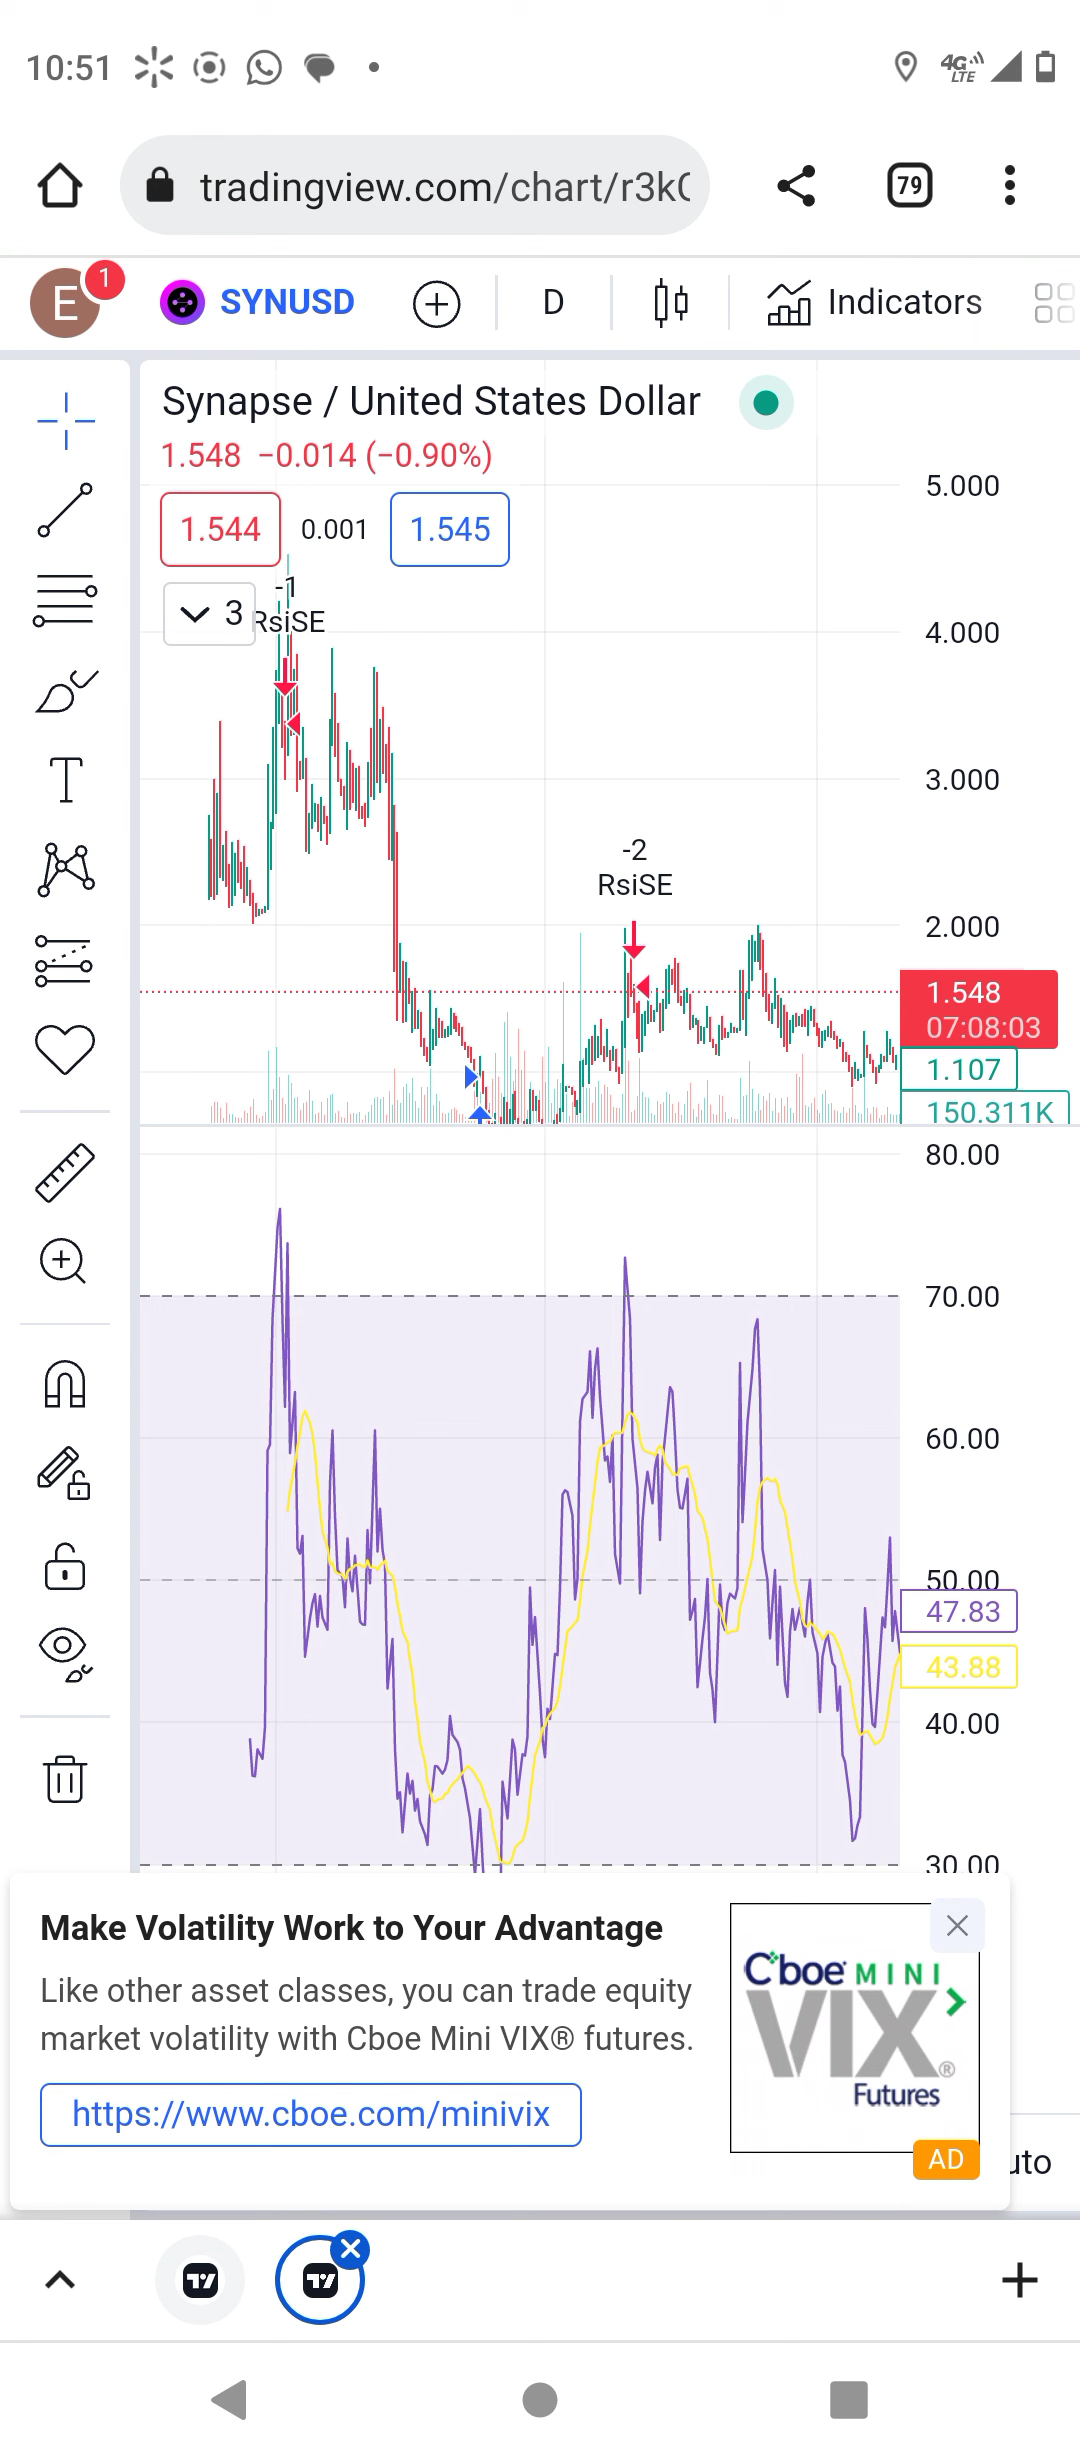 10:51
4G
LTE
tradingview.com/chart/r3k
79
E
1
SYNUSD
D
Indicators
Synapse / United States Dollar
1.548 −0.014 (−0.90%)
5.000
1.544 0.001 1.545
-1
3
RsiSE
4.000
3.000
-2
RsiSE
2.000
1.548
07:08:03
1.107
150.311K
80.00
70.00
60.00
50.00
47.83
43.88
40.00
30.00
Make Volatility Work to Your Advantage
Like other asset classes, you can trade equity
market volatility with Cboe Mini VIX® futures.
https://www.cboe.com/minivix
Cboe MINI
VIX®
Futures
AD
uto